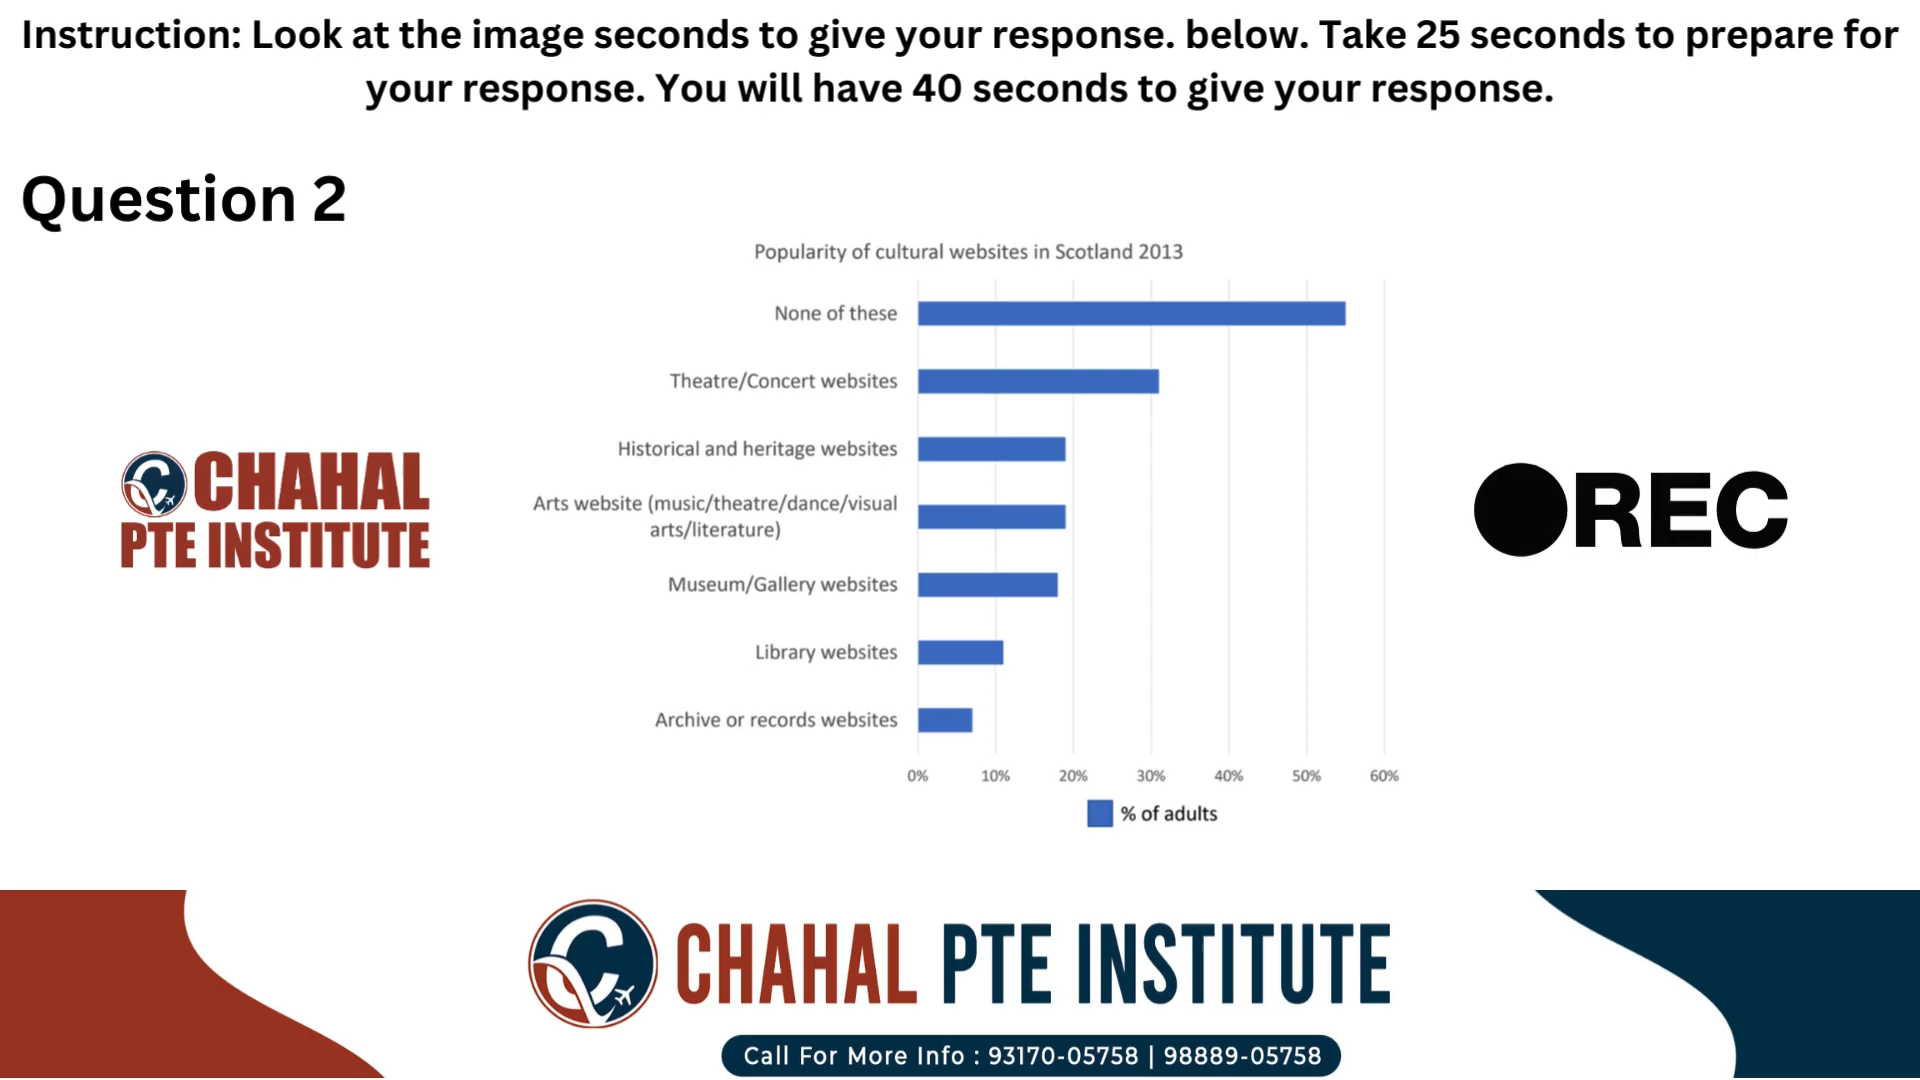 Instruction: Look at the image seconds to give your response. below. Take 25 seconds to prepare for
your response. You will have 40 seconds to give your response.
Question 2
Popularity of cultural websites in Scotland 2013
None of these
Theatre/Concert websites
Historical and heritage websites
Arts website (music/theatre/dance/visual
arts/literature)
Museum/Gallery websites
Library websites
Archive or records websites
0% 10% 20% 30% 40% 50% 60%
% of adults
CHAHAL
PTE INSTITUTE
REC
CHAHAL PTE INSTITUTE
Call For More Info : 93170-05758 | 98889-05758